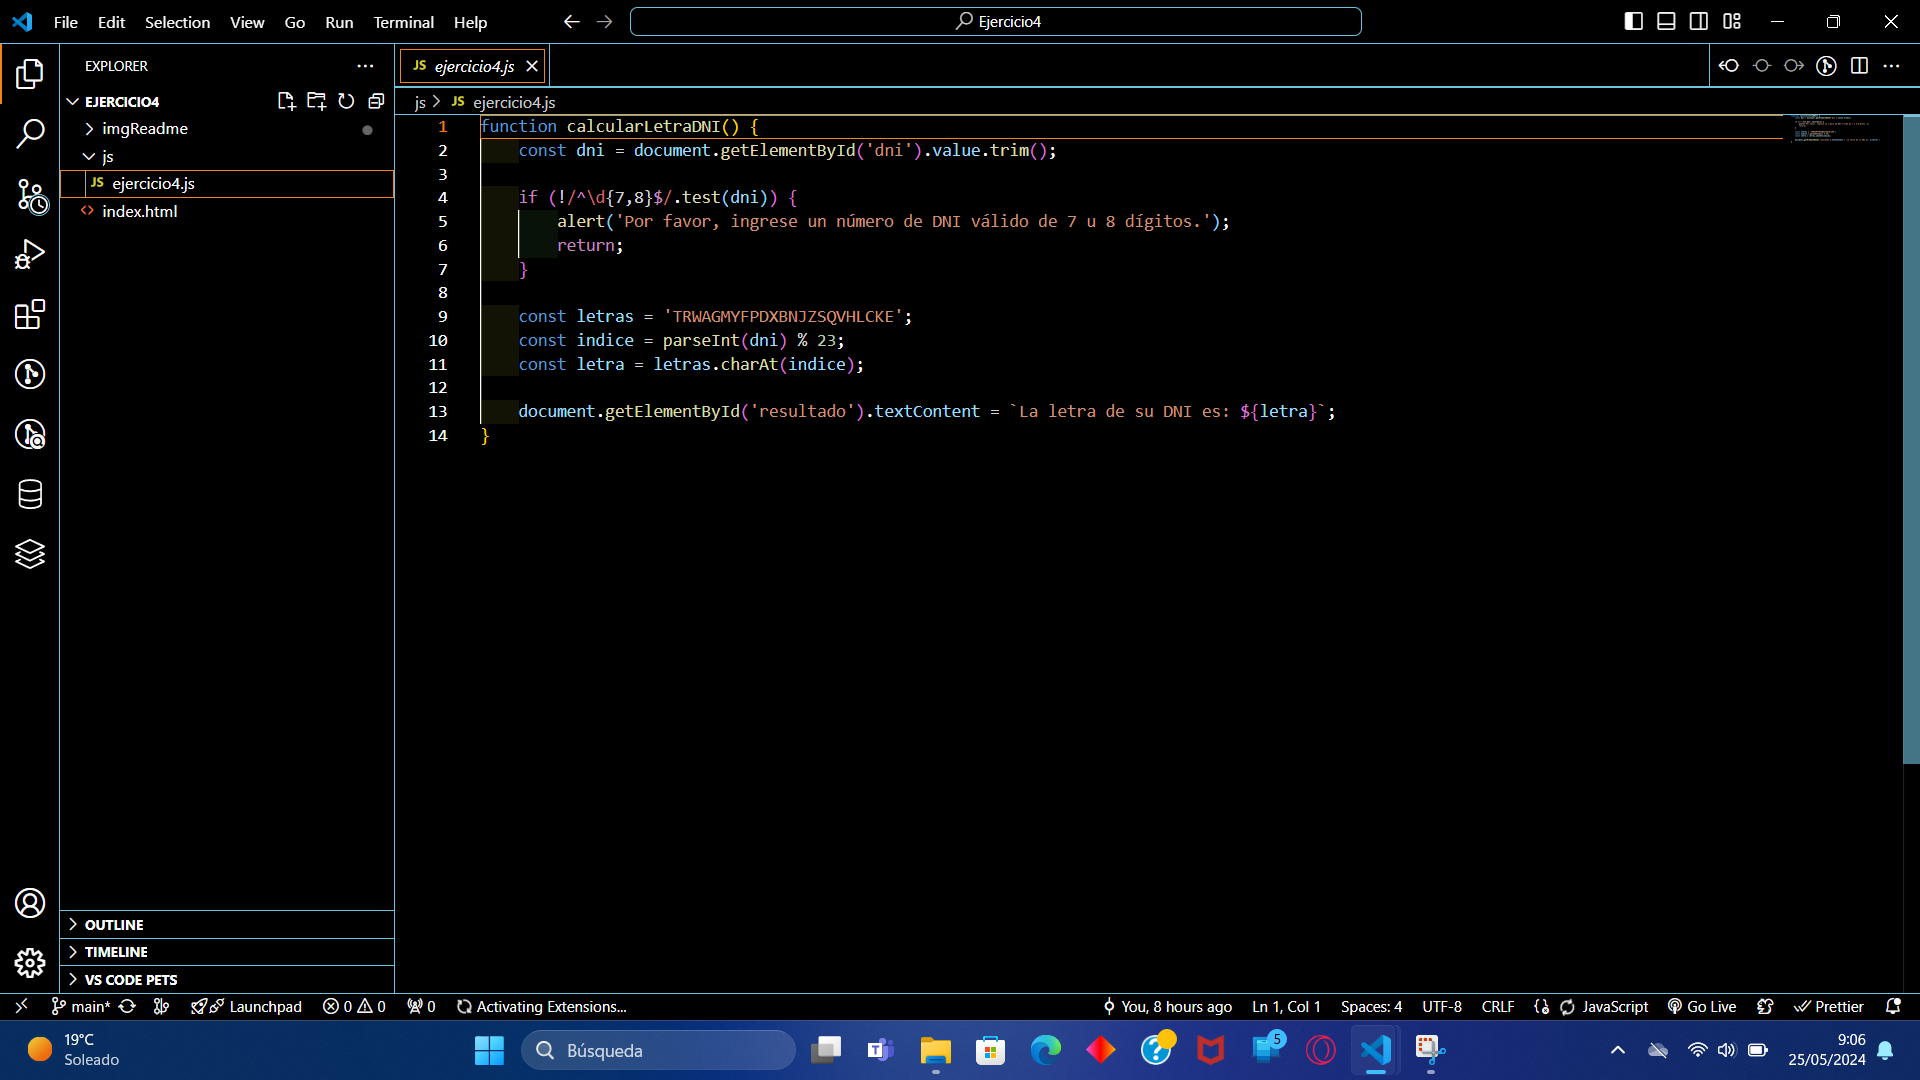 File Edit Selection View Go Run Terminal Help
Ejercicio4
EXPLORER
EJERCICIO4
imgReadme
js
JS ejercicio4.js
index.html
OUTLINE
TIMELINE
VS CODE PETS
JS ejercicio4.js
js > JS ejercicio4.js
1 function calcularLetraDNI() {
2     const dni = document.getElementById('dni').value.trim();
3
4     if (!/^\d{7,8}$/.test(dni)) {
5         alert('Por favor, ingrese un número de DNI válido de 7 u 8 dígitos.');
6         return;
7     }
8
9     const letras = 'TRWAGMYFPDXBNJZSQVHLCKE';
10     const indice = parseInt(dni) % 23;
11     const letra = letras.charAt(indice);
12
13     document.getElementById('resultado').textContent = `La letra de su DNI es: ${letra}`;
14 }
main* Launchpad 0 0 0 Activating Extensions... You, 8 hours ago Ln 1, Col 1 Spaces: 4 UTF-8 CRLF JavaScript Go Live Prettier
19°C
Soleado
Búsqueda
5
9:06
25/05/2024